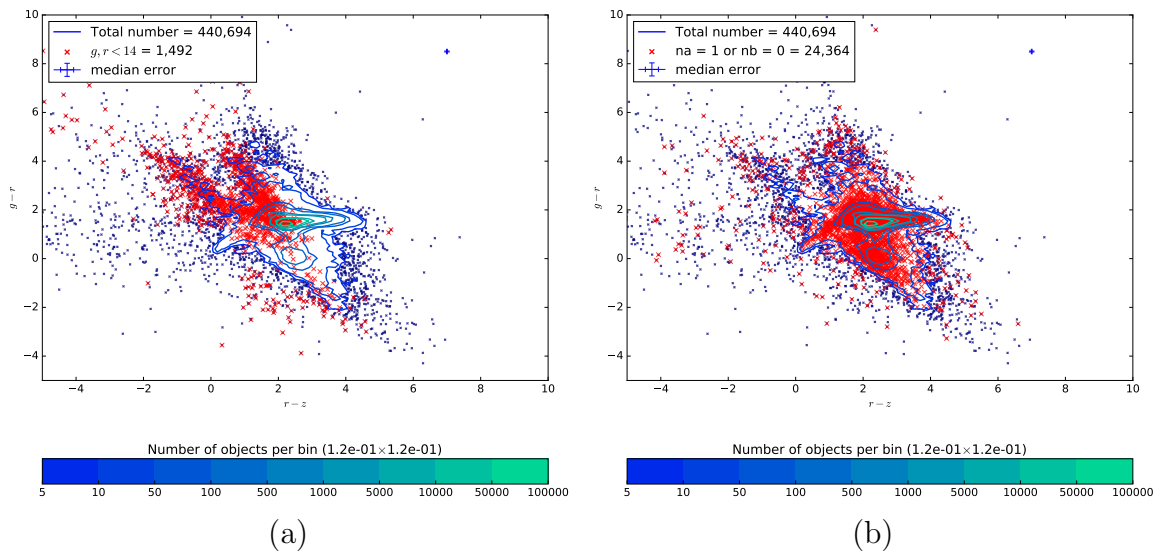 10
8
6
4
2
0
−2
−4
g − r
Total number = 440,694
g, r < 14 = 1,492
median error
−4 −2 0 2 4 6 8 10
r − z
Number of objects per bin (1.2e-01×1.2e-01)
5 10 50 100 500 1000 5000 10000 50000 100000
(a)
10
8
6
4
2
0
−2
−4
g − r
Total number = 440,694
na = 1 or nb = 0 = 24,364
median error
−4 −2 0 2 4 6 8 10
r − z
Number of objects per bin (1.2e-01×1.2e-01)
5 10 50 100 500 1000 5000 10000 50000 100000
(b)